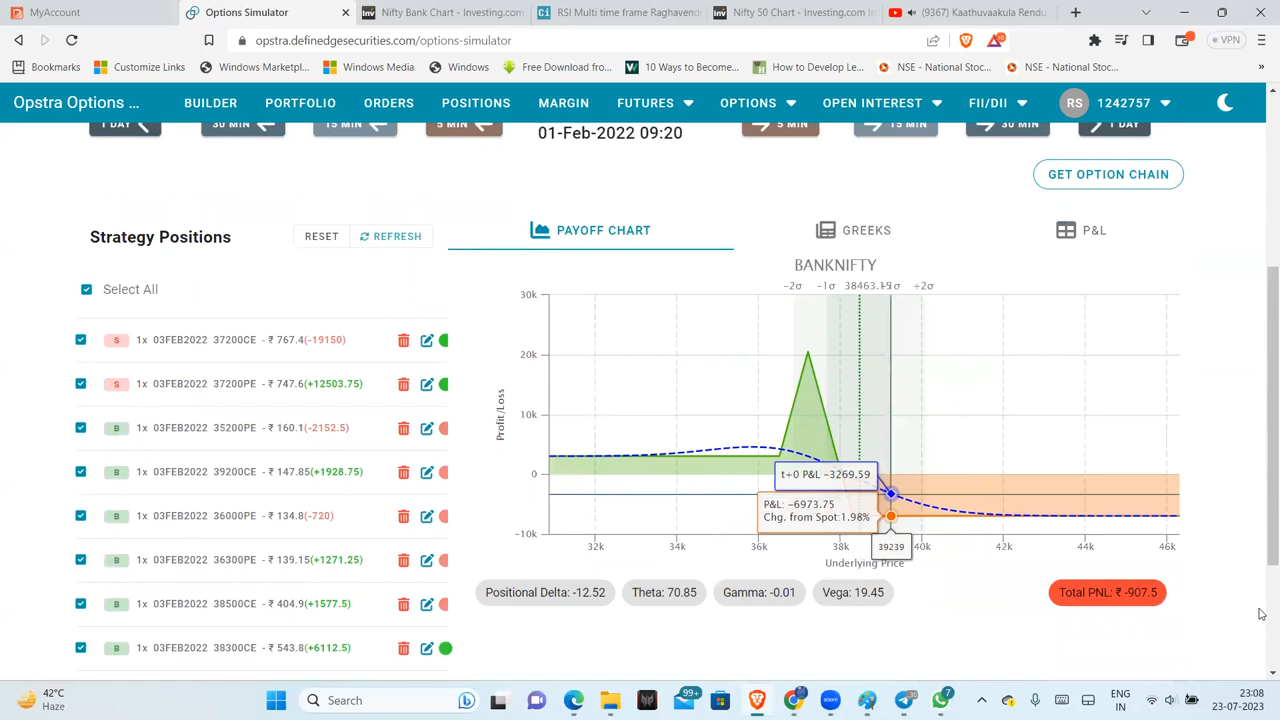 MyAccount
Options Simulator
Nifty Bank Chart - Investing.com
RSI Multi time frame Raghavend
Nifty 50 Chart - Investing.com In
(9367) Kaathuvaakula Rendu
opstra.definedgesecurities.com/options-simulator
VPN
Bookmarks
Customize Links
Windows Marketpl...
Windows Media
Windows
Free Download fro...
10 Ways to Become...
How to Develop Le...
NSE - National Stoc...
NSE - National Stoc...
Opstra Options ...
BUILDER
PORTFOLIO
ORDERS
POSITIONS
MARGIN
FUTURES
OPTIONS
OPEN INTEREST
FII/DII
RS
1242757
1 DAY
30 MIN
15 MIN
5 MIN
01-Feb-2022 09:20
5 MIN
15 MIN
30 MIN
1 DAY
GET OPTION CHAIN
Strategy Positions
RESET
REFRESH
PAYOFF CHART
GREEKS
P&L
Select All
S 1x 03FEB2022 37200CE - ₹ 767.4(-19150)
S 1x 03FEB2022 37200PE - ₹ 747.6(+12503.75)
B 1x 03FEB2022 35200PE - ₹ 160.1(-2152.5)
B 1x 03FEB2022 39200CE - ₹ 147.85(+1928.75)
B 1x 03FEB2022 36000PE - ₹ 134.8(-720)
B 1x 03FEB2022 36300PE - ₹ 139.15(+1271.25)
B 1x 03FEB2022 38500CE - ₹ 404.9(+1577.5)
B 1x 03FEB2022 38300CE - ₹ 543.8(+6112.5)
BANKNIFTY
-2σ -1σ 38463.15 +1σ +2σ
30k
20k
10k
0
-10k
Profit/Loss
t+0 P&L -3269.59
P&L: -6973.75
Chg. from Spot:1.98%
32k 34k 36k 38k 39239 40k 42k 44k 46k
Underlying Price
Positional Delta: -12.52
Theta: 70.85
Gamma: -0.01
Vega: 19.45
Total PNL: ₹ -907.5
42°C
Haze
Search
99+
30
7
ENG
IN
23:08
23-07-2023